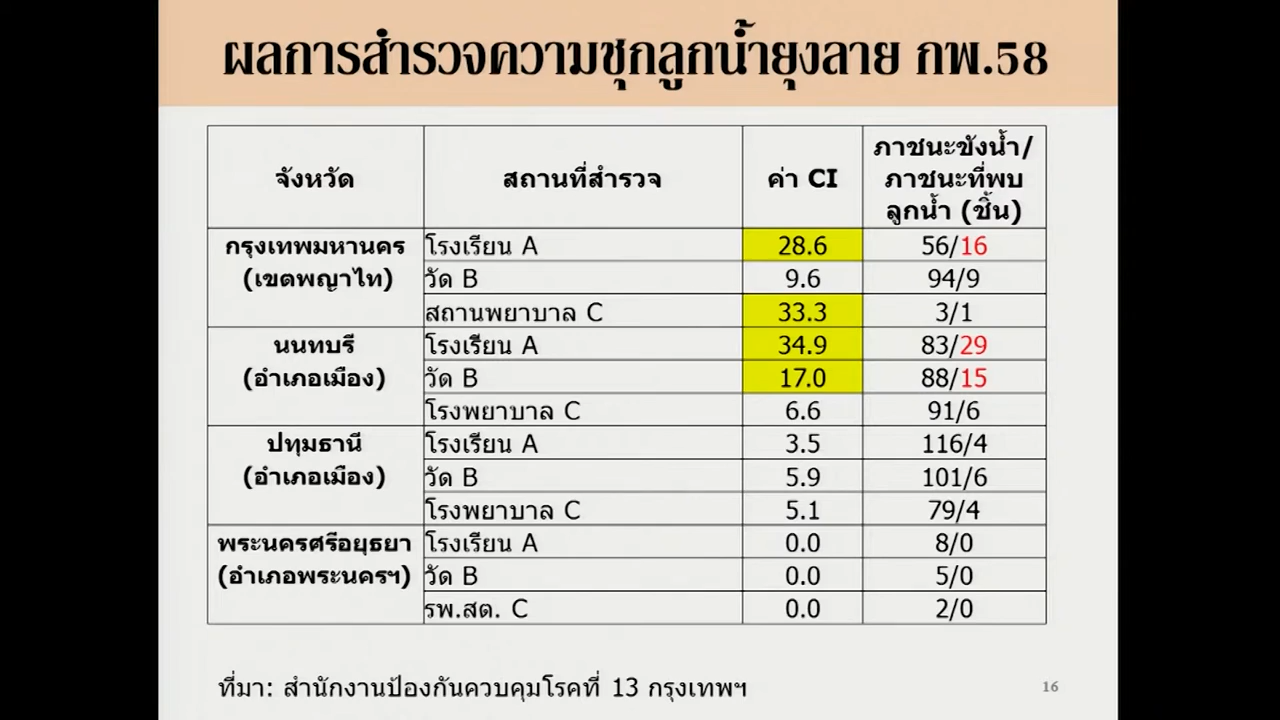 ผลการสำรวจความชุกลูกน้ำยุงลาย กพ.58
จังหวัด สถานที่สำรวจ ค่า CI ภาชนะขังน้ำ/
ภาชนะที่พบ
ลูกน้ำ (ชิ้น)
กรุงเทพมหานคร โรงเรียน A 28.6 56/16
(เขตพญาไท) วัด B 9.6 94/9
สถานพยาบาล C 33.3 3/1
นนทบรี โรงเรียน A 34.9 83/29
(อำเภอเมือง) วัด B 17.0 88/15
โรงพยาบาล C 6.6 91/6
ปทุมธานี โรงเรียน A 3.5 116/4
(อำเภอเมือง) วัด B 5.9 101/6
โรงพยาบาล C 5.1 79/4
พระนครศรีอยุธยา โรงเรียน A 0.0 8/0
(อำเภอพระนครฯ) วัด B 0.0 5/0
รพ.สต. C 0.0 2/0
ที่มา: สำนักงานป้องกันควบคุมโรคที่ 13 กรุงเทพฯ
16